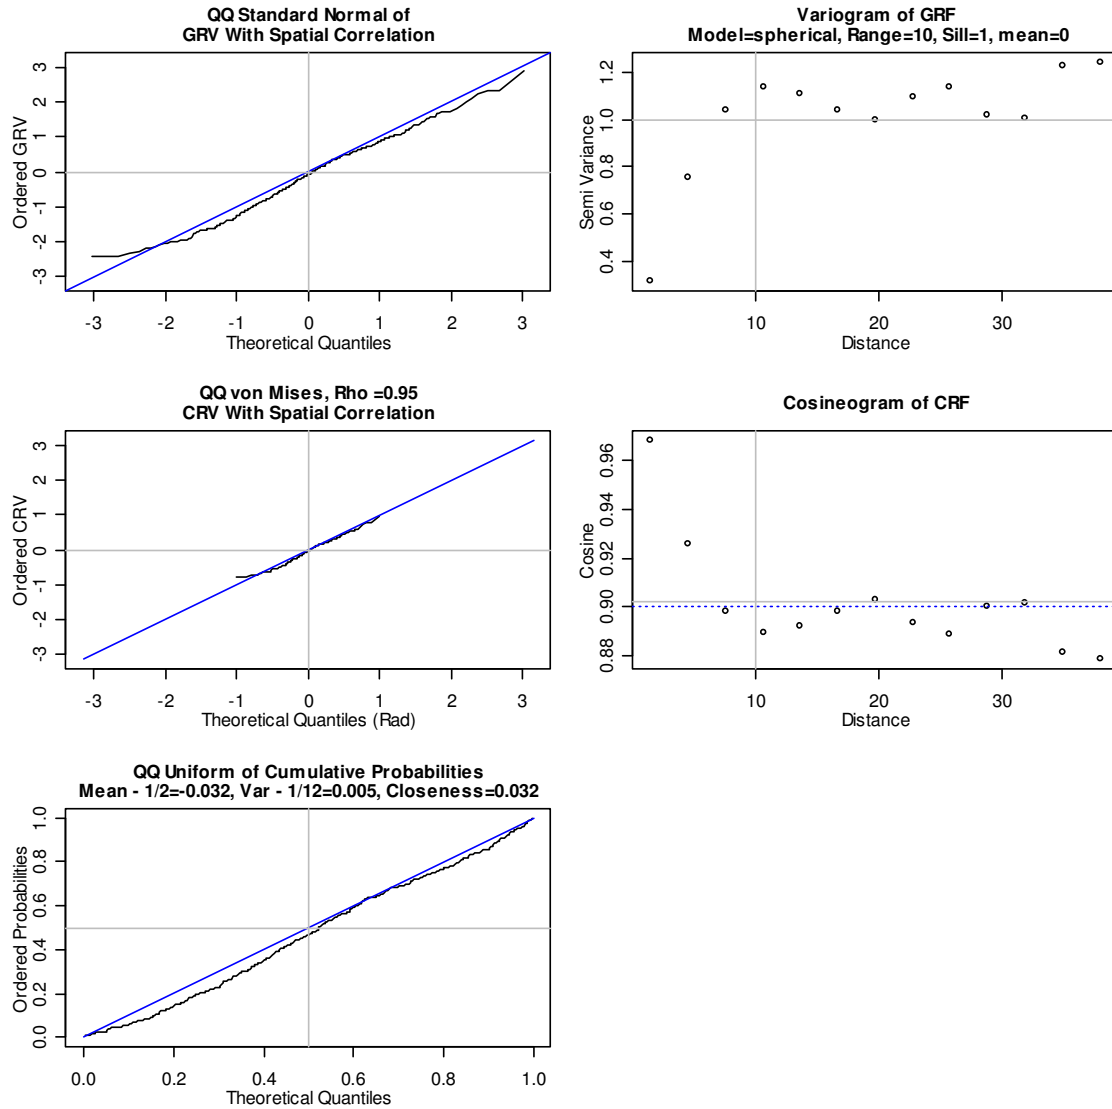 QQ Standard Normal of
GRV With Spatial Correlation
Ordered GRV
3
2
1
0
-1
-2
-3
-3 -2 -1 0 1 2 3
Theoretical Quantiles
Variogram of GRF
Model=spherical, Range=10, Sill=1, mean=0
Semi Variance
1.2
1.0
0.8
0.6
0.4
10 20 30
Distance
QQ von Mises, Rho =0.95
CRV With Spatial Correlation
Ordered CRV
3
2
1
0
-1
-2
-3
-3 -2 -1 0 1 2 3
Theoretical Quantiles (Rad)
Cosineogram of CRF
Cosine
0.96
0.94
0.92
0.90
0.88
10 20 30
Distance
QQ Uniform of Cumulative Probabilities
Mean - 1/2=-0.032, Var - 1/12=0.005, Closeness=0.032
Ordered Probabilities
1.0
0.8
0.6
0.4
0.2
0.0
0.0 0.2 0.4 0.6 0.8 1.0
Theoretical Quantiles